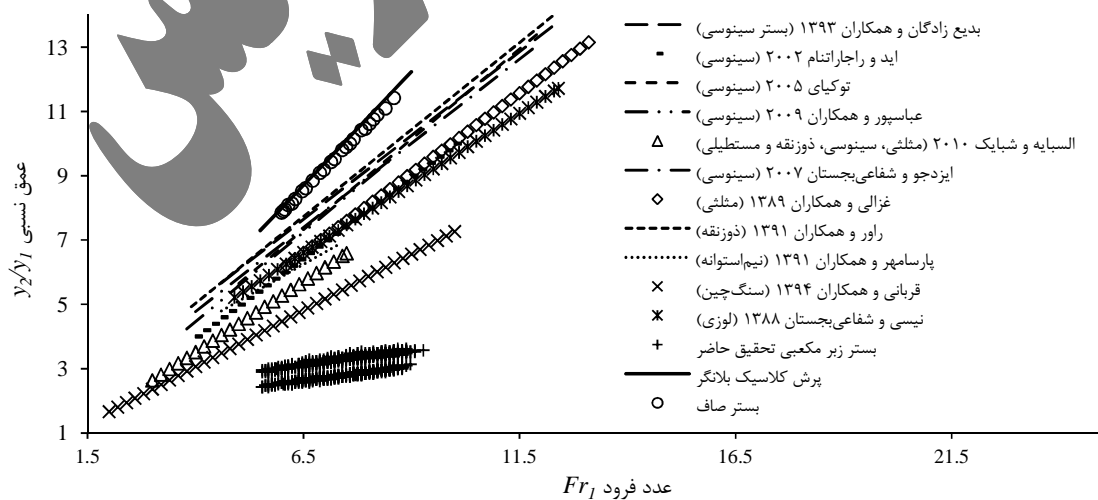 بدیع زادگان و همکاران ۱۳۹۳ (بستر سینوسی)
اید و راجاراتنام ۲۰۰۲ (سینوسی)
توکیای ۲۰۰۵ (سینوسی)
عباسپور و همکاران ۲۰۰۹ (سینوسی)
السبایه و شبایک ۲۰۱۰ (مثلثی، سینوسی، ذوزنقه و مستطیلی)
ایزدجو و شفاعی‌بجستان ۲۰۰۷ (سینوسی)
غزالی و همکاران ۱۳۸۹ (مثلثی)
راور و همکاران ۱۳۹۱ (ذوزنقه)
پارسامهر و همکاران ۱۳۹۱ (نیم‌استوانه)
قربانی و همکاران ۱۳۹۴ (سنگ‌چین)
نیسی و شفاعی‌بجستان ۱۳۸۸ (لوزی)
بستر زبر مکعبی تحقیق حاضر
پرش کلاسیک بلانگر
بستر صاف
عمق نسبی y2/y1
13
11
9
7
5
3
1
1.5 6.5 11.5 16.5 21.5
عدد فرود Fr1